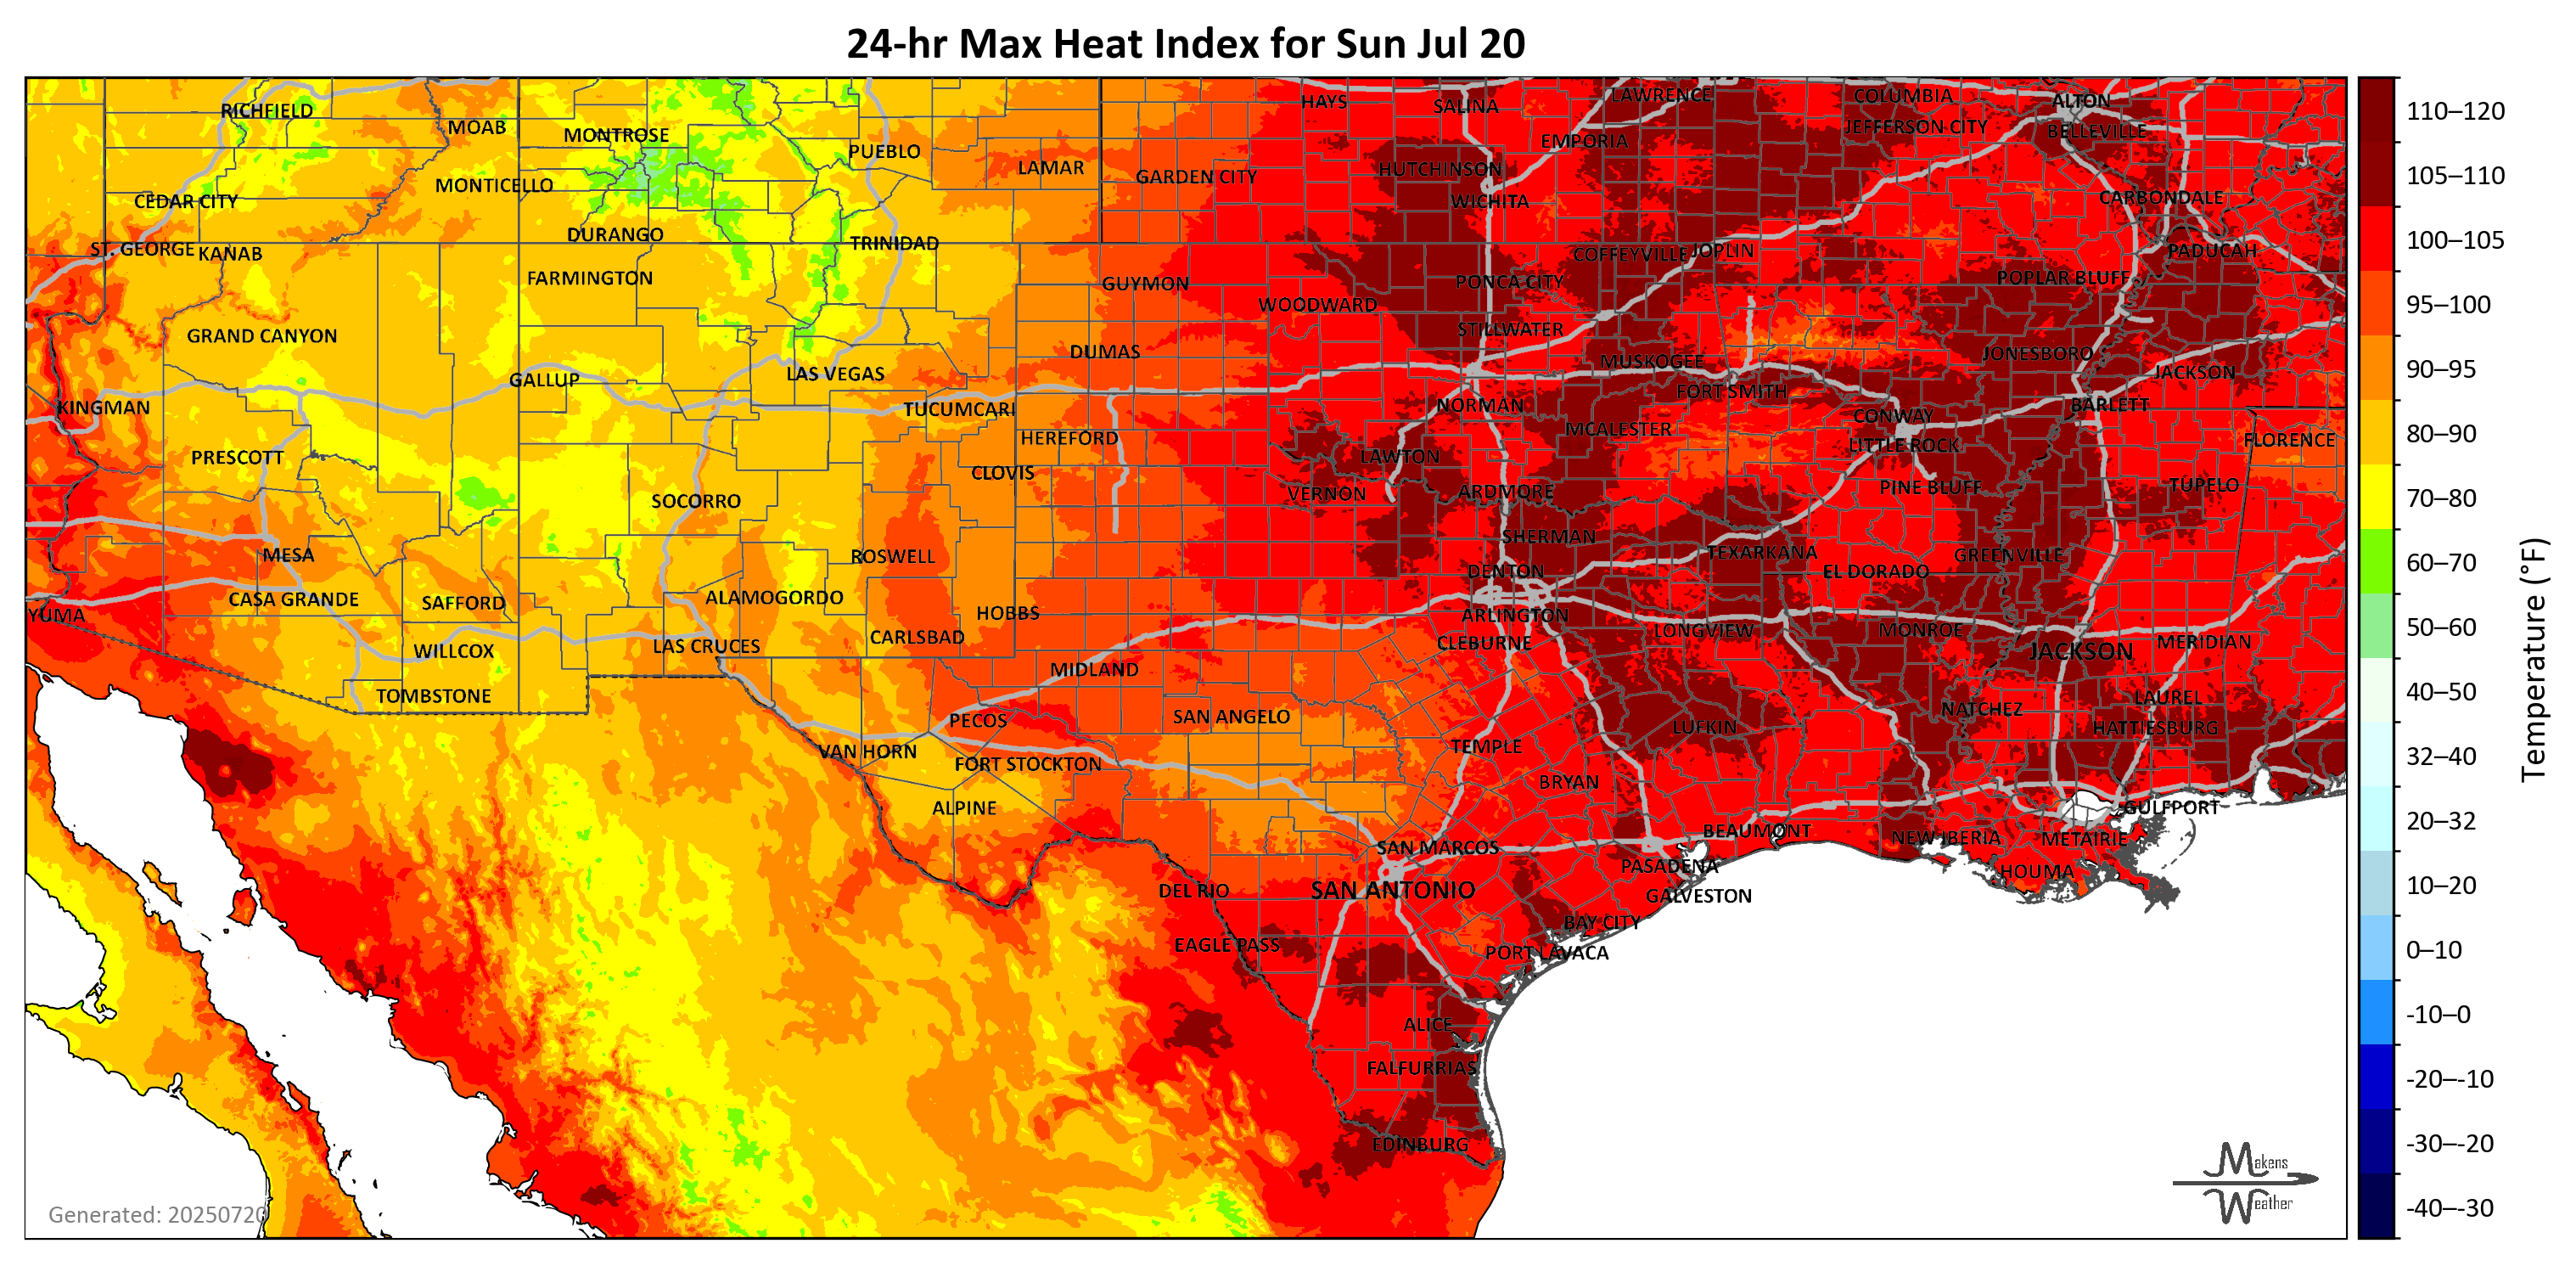 24-hr Max Heat Index for Sun Jul 20
RICHFIELD
MOAB
MONTROSE
PUEBLO
LAMAR
GARDEN CITY
HAYS
SALINA
LAWRENCE
COLUMBIA
ALTON
EMPORIA
JEFFERSON CITY
BELLEVILLE
CEDAR CITY
MONTICELLO
HUTCHINSON
WICHITA
CARBONDALE
ST. GEORGE
KANAB
DURANGO
TRINIDAD
COFFEYVILLE
JOPLIN
PADUCAH
FARMINGTON
GUYMON
WOODWARD
PONCA CITY
POPLAR BLUFF
GRAND CANYON
DUMAS
STILLWATER
MUSKOGEE
JONESBORO
GALLUP
LAS VEGAS
FORT SMITH
JACKSON
KINGMAN
TUCUMCARI
NORMAN
CONWAY
BARLETT
HEREFORD
MCALESTER
LITTLE ROCK
FLORENCE
PRESCOTT
CLOVIS
LAWTON
SOCORRO
VERNON
ARDMORE
PINE BLUFF
TUPELO
MESA
ROSWELL
SHERMAN
TEXARKANA
GREENVILLE
DENTON
EL DORADO
YUMA
CASA GRANDE
SAFFORD
ALAMOGORDO
HOBBS
ARLINGTON
WILLCOX
LAS CRUCES
CARLSBAD
CLEBURNE
LONGVIEW
MONROE
JACKSON
MERIDIAN
MIDLAND
TOMBSTONE
PECOS
SAN ANGELO
LUFKIN
NATCHEZ
LAUREL
HATTIESBURG
VAN HORN
FORT STOCKTON
TEMPLE
BRYAN
ALPINE
GULFPORT
SAN MARCOS
BEAUMONT
NEW IBERIA
METAIRIE
DEL RIO
SAN ANTONIO
PASADENA
HOUMA
GALVESTON
EAGLE PASS
BAY CITY
PORT LAVACA
ALICE
FALFURRIAS
EDINBURG
Generated: 20250720
Makens
Weather
110–120
105–110
100–105
95–100
90–95
80–90
70–80
60–70
50–60
40–50
32–40
20–32
10–20
0–10
-10–0
-20–-10
-30–-20
-40–-30
Temperature (°F)